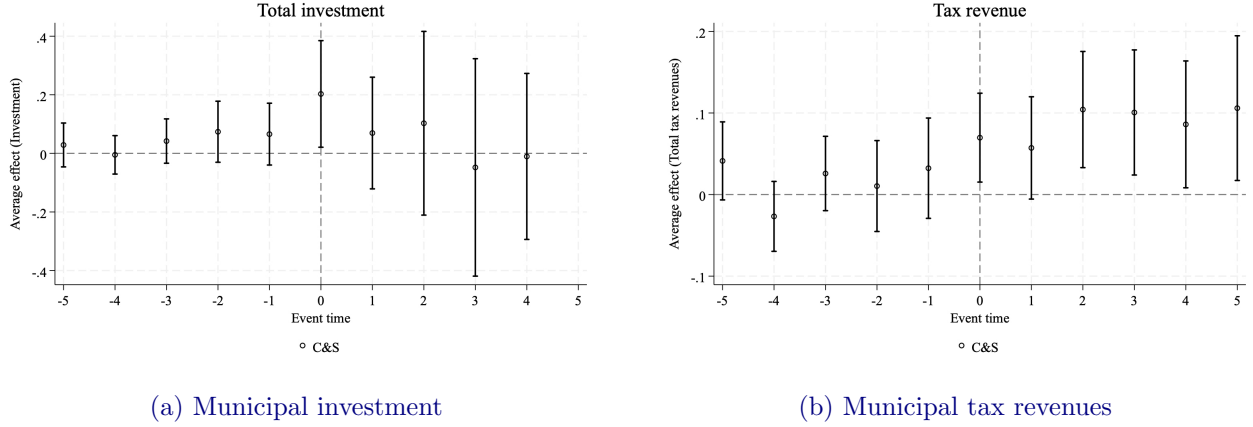 Total investment
Average effect (Investment)
.4
.2
0
-.2
-.4
-5 -4 -3 -2 -1 0 1 2 3 4 5
Event time
C&S
(a) Municipal investment
Tax revenue
Average effect (Total tax revenues)
.2
.1
0
-.1
-5 -4 -3 -2 -1 0 1 2 3 4 5
Event time
C&S
(b) Municipal tax revenues